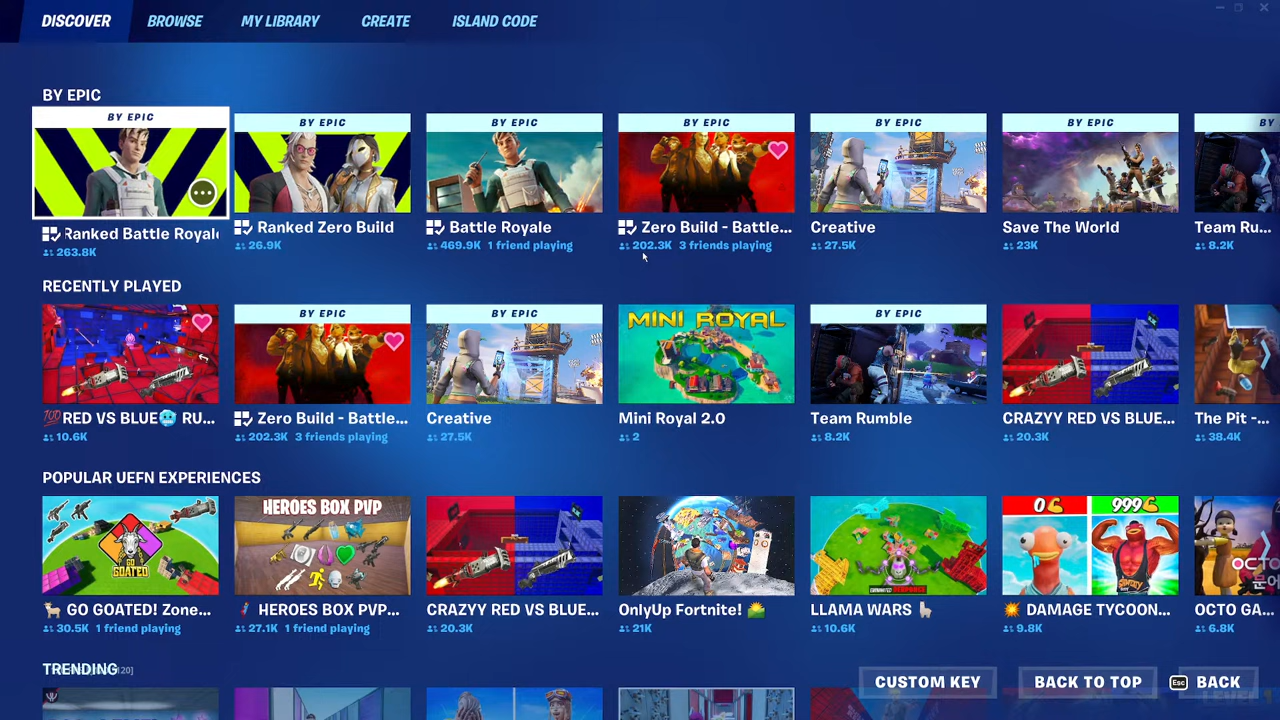 DISCOVER BROWSE MY LIBRARY CREATE ISLAND CODE
BY EPIC
BY EPIC BY EPIC BY EPIC BY EPIC BY EPIC BY EPIC BY
Ranked Battle Royale Ranked Zero Build Battle Royale Zero Build - Battle... Creative Save The World Team Ru...
263.8K 26.9K 469.9K 1 friend playing 202.3K 3 friends playing 27.5K 23K 8.2K
RECENTLY PLAYED
BY EPIC BY EPIC MINI ROYAL BY EPIC
💯RED VS BLUE🥶 RU... Zero Build - Battle... Creative Mini Royal 2.0 Team Rumble CRAZYY RED VS BLUE... The Pit -...
10.6K 202.3K 3 friends playing 27.5K 2 8.2K 20.3K 38.4K
POPULAR UEFN EXPERIENCES
GO GOATED HEROES BOX PVP 0💪 999💪 OCTO
🐐 GO GOATED! Zone... HEROES BOX PVP... CRAZYY RED VS BLUE... OnlyUp Fortnite! LLAMA WARS 🦙 💥 DAMAGE TYCOON... OCTO GA...
30.5K 1 friend playing 27.1K 1 friend playing 20.3K 21K 10.6K 9.8K 6.8K
TRENDING
CUSTOM KEY BACK TO TOP Esc BACK